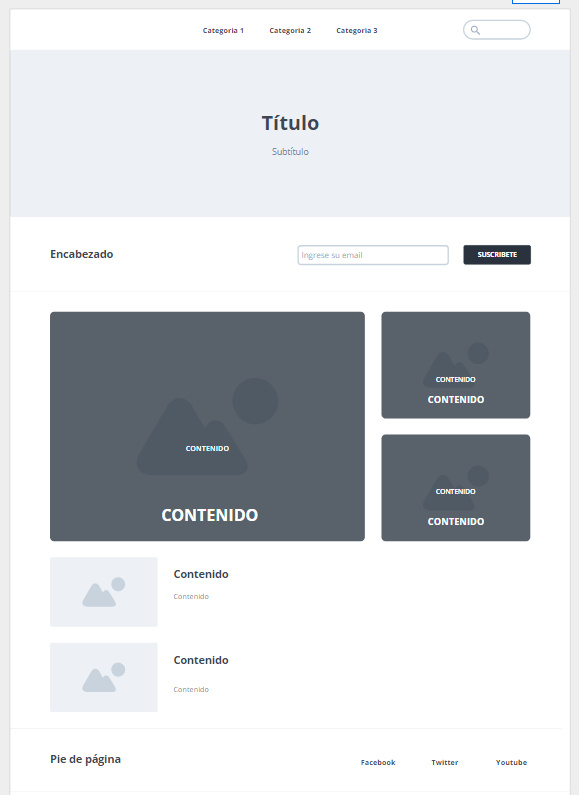 Categoria 1 Categoria 2 Categoria 3
Título
Subtítulo
Encabezado
Ingrese su email
SUSCRIBETE
CONTENIDO
CONTENIDO
CONTENIDO
CONTENIDO
CONTENIDO
CONTENIDO
Contenido
Contenido
Contenido
Contenido
Pie de página
Facebook Twitter Youtube